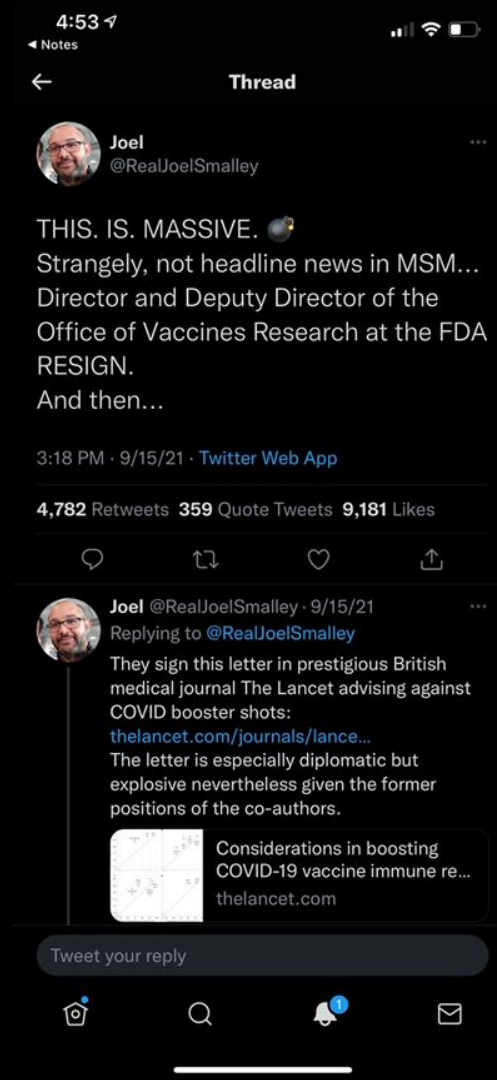 4:53
Notes
Thread
Joel
@RealJoelSmalley
THIS. IS. MASSIVE. 💣
Strangely, not headline news in MSM...
Director and Deputy Director of the
Office of Vaccines Research at the FDA
RESIGN.
And then...
3:18 PM · 9/15/21 · Twitter Web App
4,782 Retweets 359 Quote Tweets 9,181 Likes
Joel @RealJoelSmalley · 9/15/21
Replying to @RealJoelSmalley
They sign this letter in prestigious British
medical journal The Lancet advising against
COVID booster shots:
thelancet.com/journals/lance...
The letter is especially diplomatic but
explosive nevertheless given the former
positions of the co-authors.
Considerations in boosting
COVID-19 vaccine immune re...
thelancet.com
Tweet your reply
1